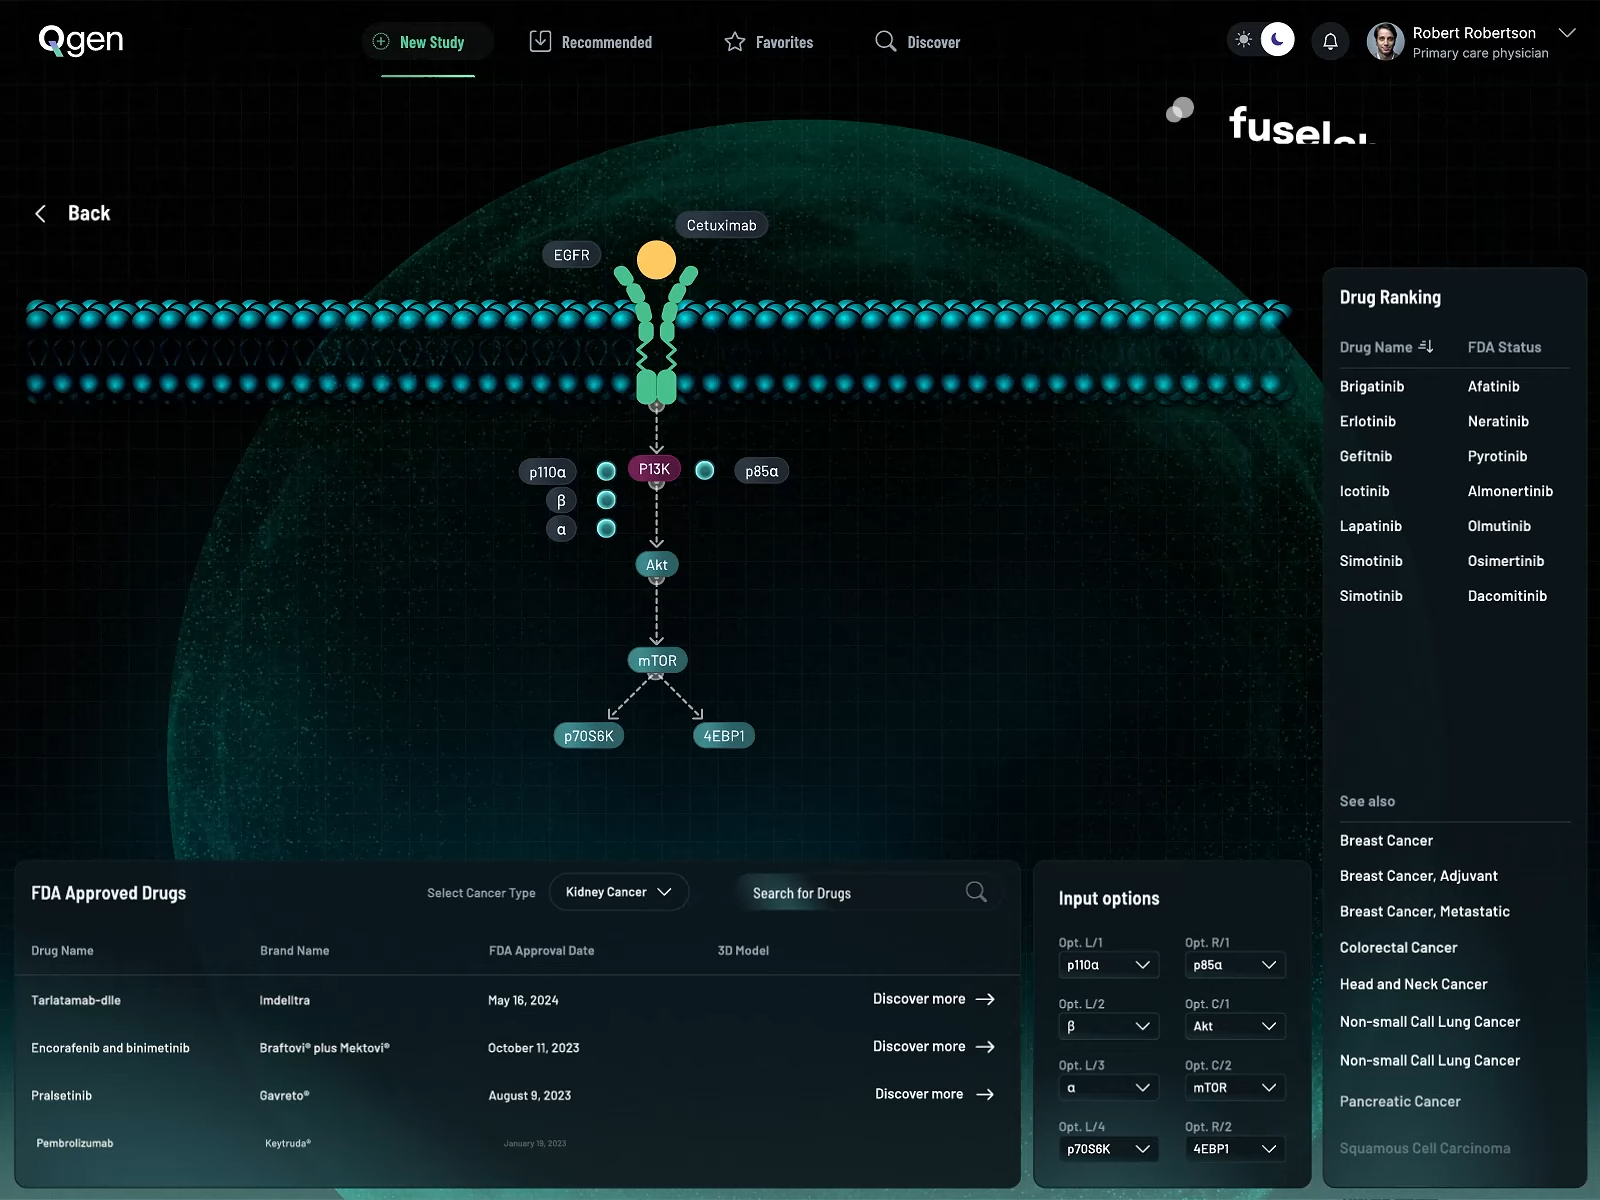 Qgen
New Study
Recommended
Favorites
Discover
Robert Robertson
Primary care physician
Back
Cetuximab
EGFR
p110α
P13K
p85α
β
α
Akt
mTOR
p70S6K
4EBP1
Drug Ranking
Drug Name
FDA Status
Brigatinib
Afatinib
Erlotinib
Neratinib
Gefitnib
Pyrotinib
Icotinib
Almonertinib
Lapatinib
Olmutinib
Simotinib
Osimertinib
Simotinib
Dacomitinib
See also
Breast Cancer
Breast Cancer, Adjuvant
Breast Cancer, Metastatic
Colorectal Cancer
Head and Neck Cancer
Non-small Call Lung Cancer
Non-small Call Lung Cancer
Pancreatic Cancer
Squamous Cell Carcinoma
FDA Approved Drugs
Select Cancer Type
Kidney Cancer
Search for Drugs
Drug Name
Brand Name
FDA Approval Date
3D Model
Tarlatamab-dlle
Imdelltra
May 16, 2024
Discover more
Encorafenib and binimetinib
Braftovi® plus Mektovi®
October 11, 2023
Discover more
Pralsetinib
Gavreto®
August 9, 2023
Discover more
Pembrolizumab
Keytruda®
January 19, 2023
Input options
Opt. L/1
Opt. R/1
p110α
p85α
Opt. L/2
Opt. C/1
β
Akt
Opt. L/3
Opt. C/2
α
mTOR
Opt. L/4
Opt. R/2
p70S6K
4EBP1